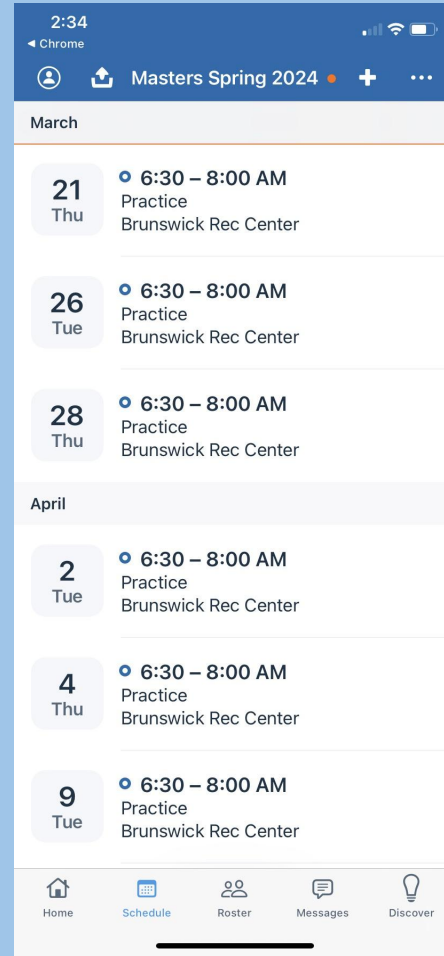 2:34
◀ Chrome
Masters Spring 2024
March
21
Thu
6:30 – 8:00 AM
Practice
Brunswick Rec Center
26
Tue
6:30 – 8:00 AM
Practice
Brunswick Rec Center
28
Thu
6:30 – 8:00 AM
Practice
Brunswick Rec Center
April
2
Tue
6:30 – 8:00 AM
Practice
Brunswick Rec Center
4
Thu
6:30 – 8:00 AM
Practice
Brunswick Rec Center
9
Tue
6:30 – 8:00 AM
Practice
Brunswick Rec Center
Home Schedule Roster Messages Discover